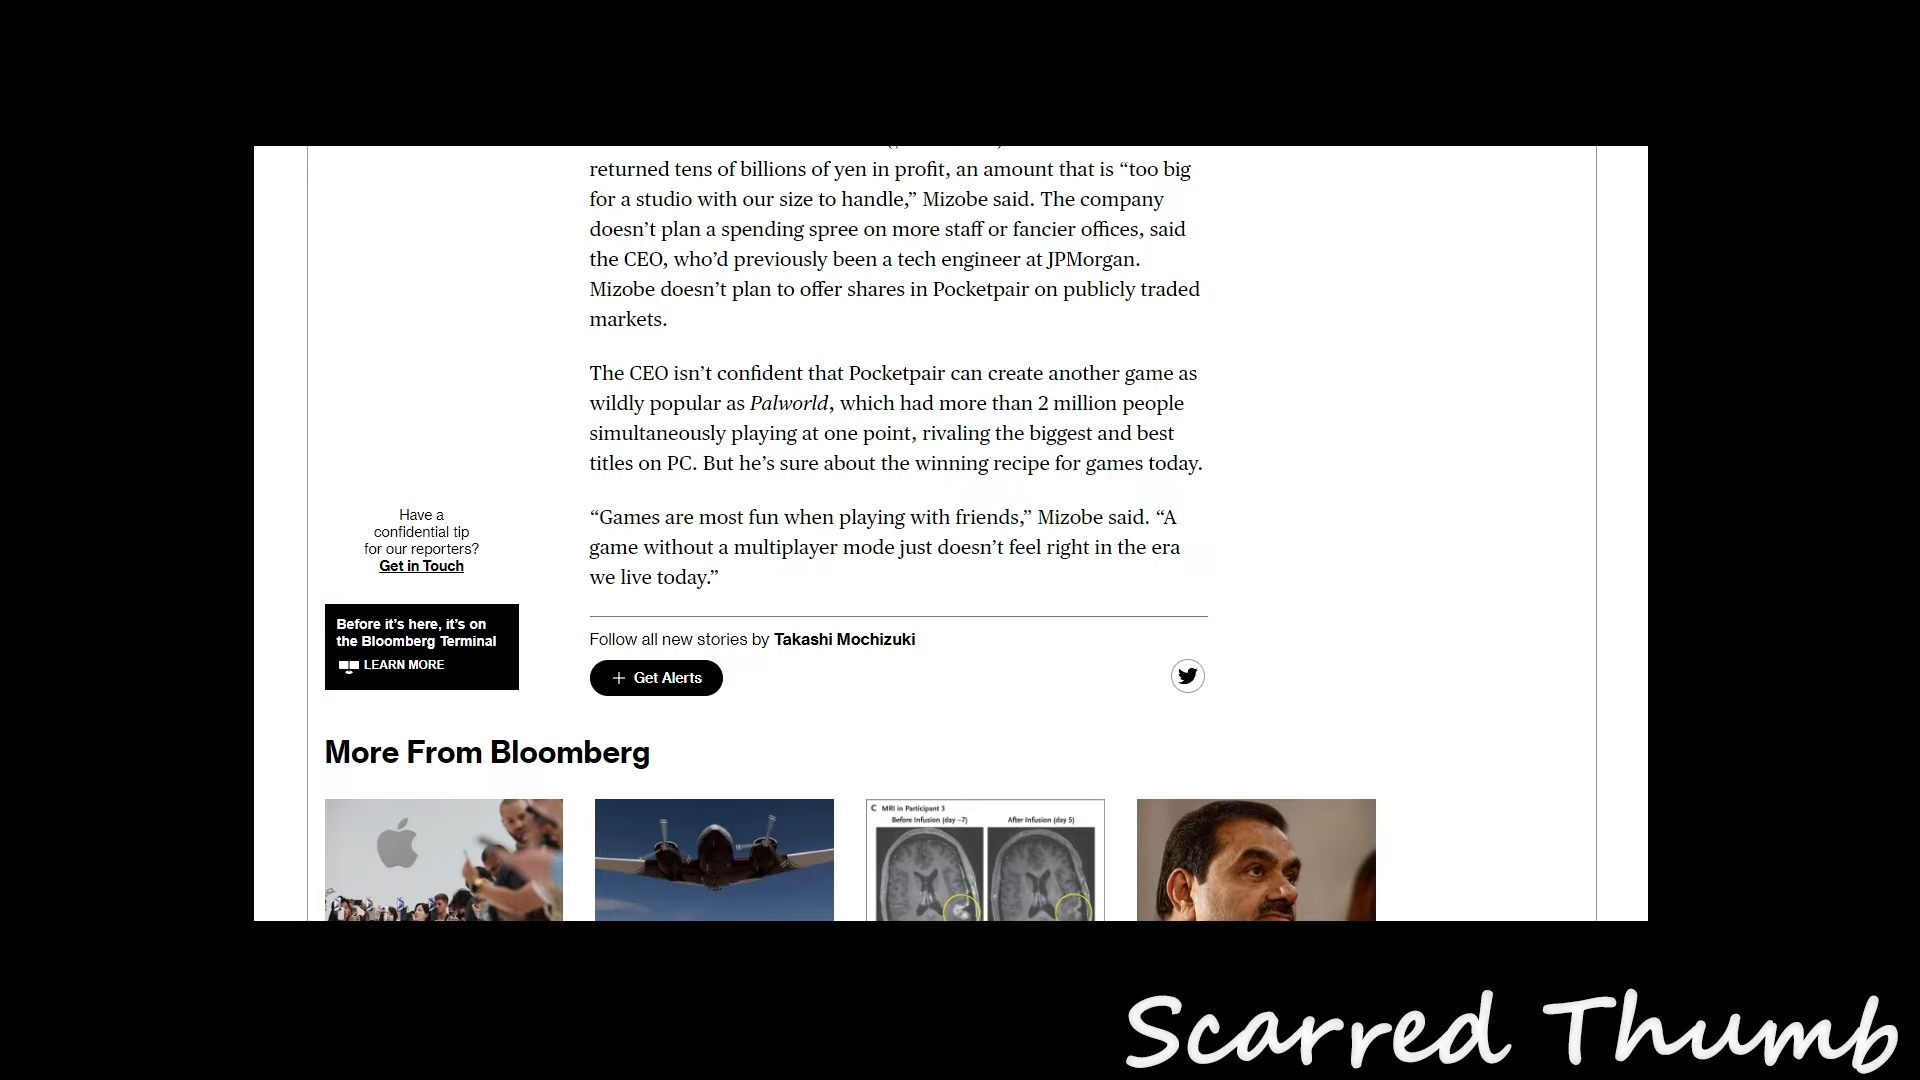 returned tens of billions of yen in profit, an amount that is “too big
for a studio with our size to handle,” Mizobe said. The company
doesn’t plan a spending spree on more staff or fancier offices, said
the CEO, who’d previously been a tech engineer at JPMorgan.
Mizobe doesn’t plan to offer shares in Pocketpair on publicly traded
markets.
The CEO isn’t confident that Pocketpair can create another game as
wildly popular as Palworld, which had more than 2 million people
simultaneously playing at one point, rivaling the biggest and best
titles on PC. But he’s sure about the winning recipe for games today.
“Games are most fun when playing with friends,” Mizobe said. “A
game without a multiplayer mode just doesn’t feel right in the era
we live today.”
Have a
confidential tip
for our reporters?
Get in Touch
Before it’s here, it’s on
the Bloomberg Terminal
LEARN MORE
Follow all new stories by Takashi Mochizuki
+ Get Alerts
More From Bloomberg
C MRI in Participant 3
Before Infusion (day −7)
After Infusion (day 5)
Scarred Thumb